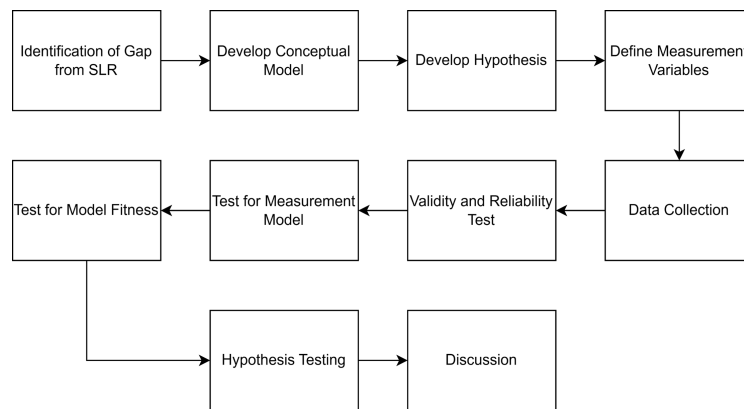 Identification of Gap
from SLR
Develop Conceptual
Model
Develop Hypothesis
Define Measurement
Variables
Test for Model Fitness
Test for Measurement
Model
Validity and Reliability
Test
Data Collection
Hypothesis Testing
Discussion